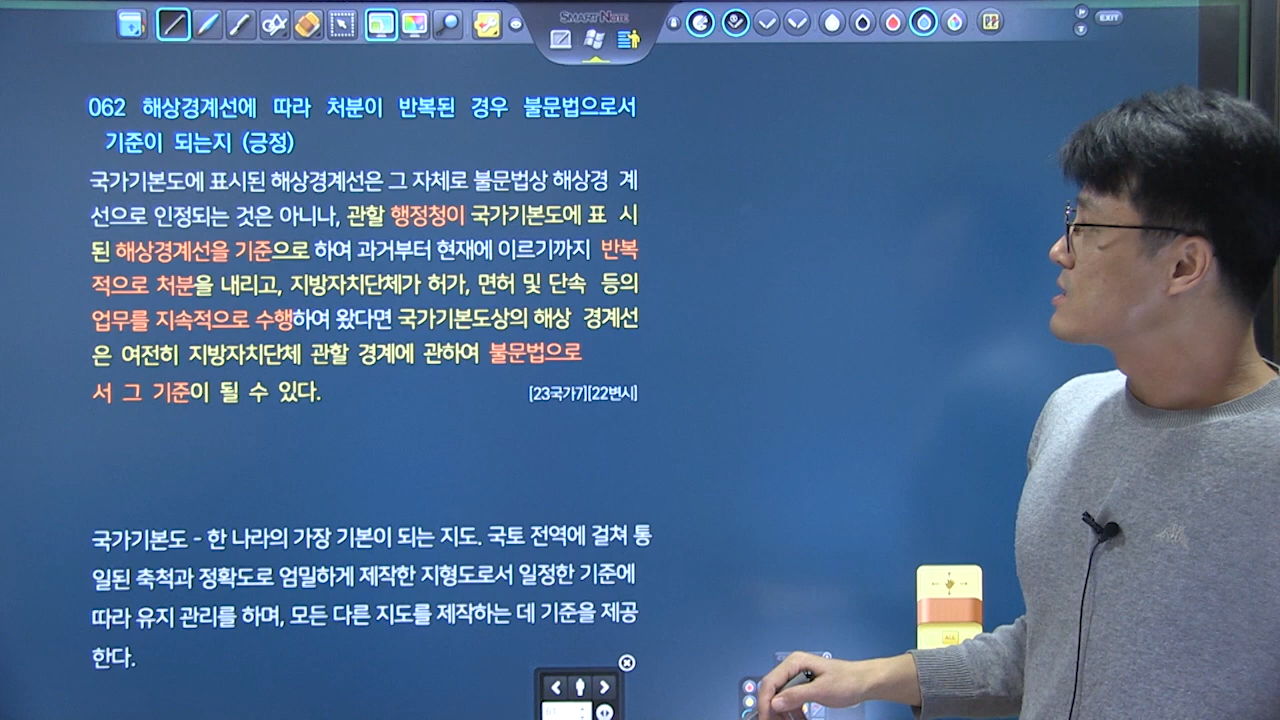 SMART NOTE
EXIT
062 해상경계선에 따라 처분이 반복된 경우 불문법으로서
기준이 되는지 (긍정)
국가기본도에 표시된 해상경계선은 그 자체로 불문법상 해상경 계
선으로 인정되는 것은 아니나, 관할 행정청이 국가기본도에 표 시
된 해상경계선을 기준으로 하여 과거부터 현재에 이르기까지 반복
적으로 처분을 내리고, 지방자치단체가 허가, 면허 및 단속 등의
업무를 지속적으로 수행하여 왔다면 국가기본도상의 해상 경계선
은 여전히 지방자치단체 관할 경계에 관하여 불문법으로
서 그 기준이 될 수 있다. [23국가7][22변시]
국가기본도 - 한 나라의 가장 기본이 되는 지도. 국토 전역에 걸쳐 통
일된 축척과 정확도로 엄밀하게 제작한 지형도로서 일정한 기준에
따라 유지 관리를 하며, 모든 다른 지도를 제작하는 데 기준을 제공
한다.
ALL